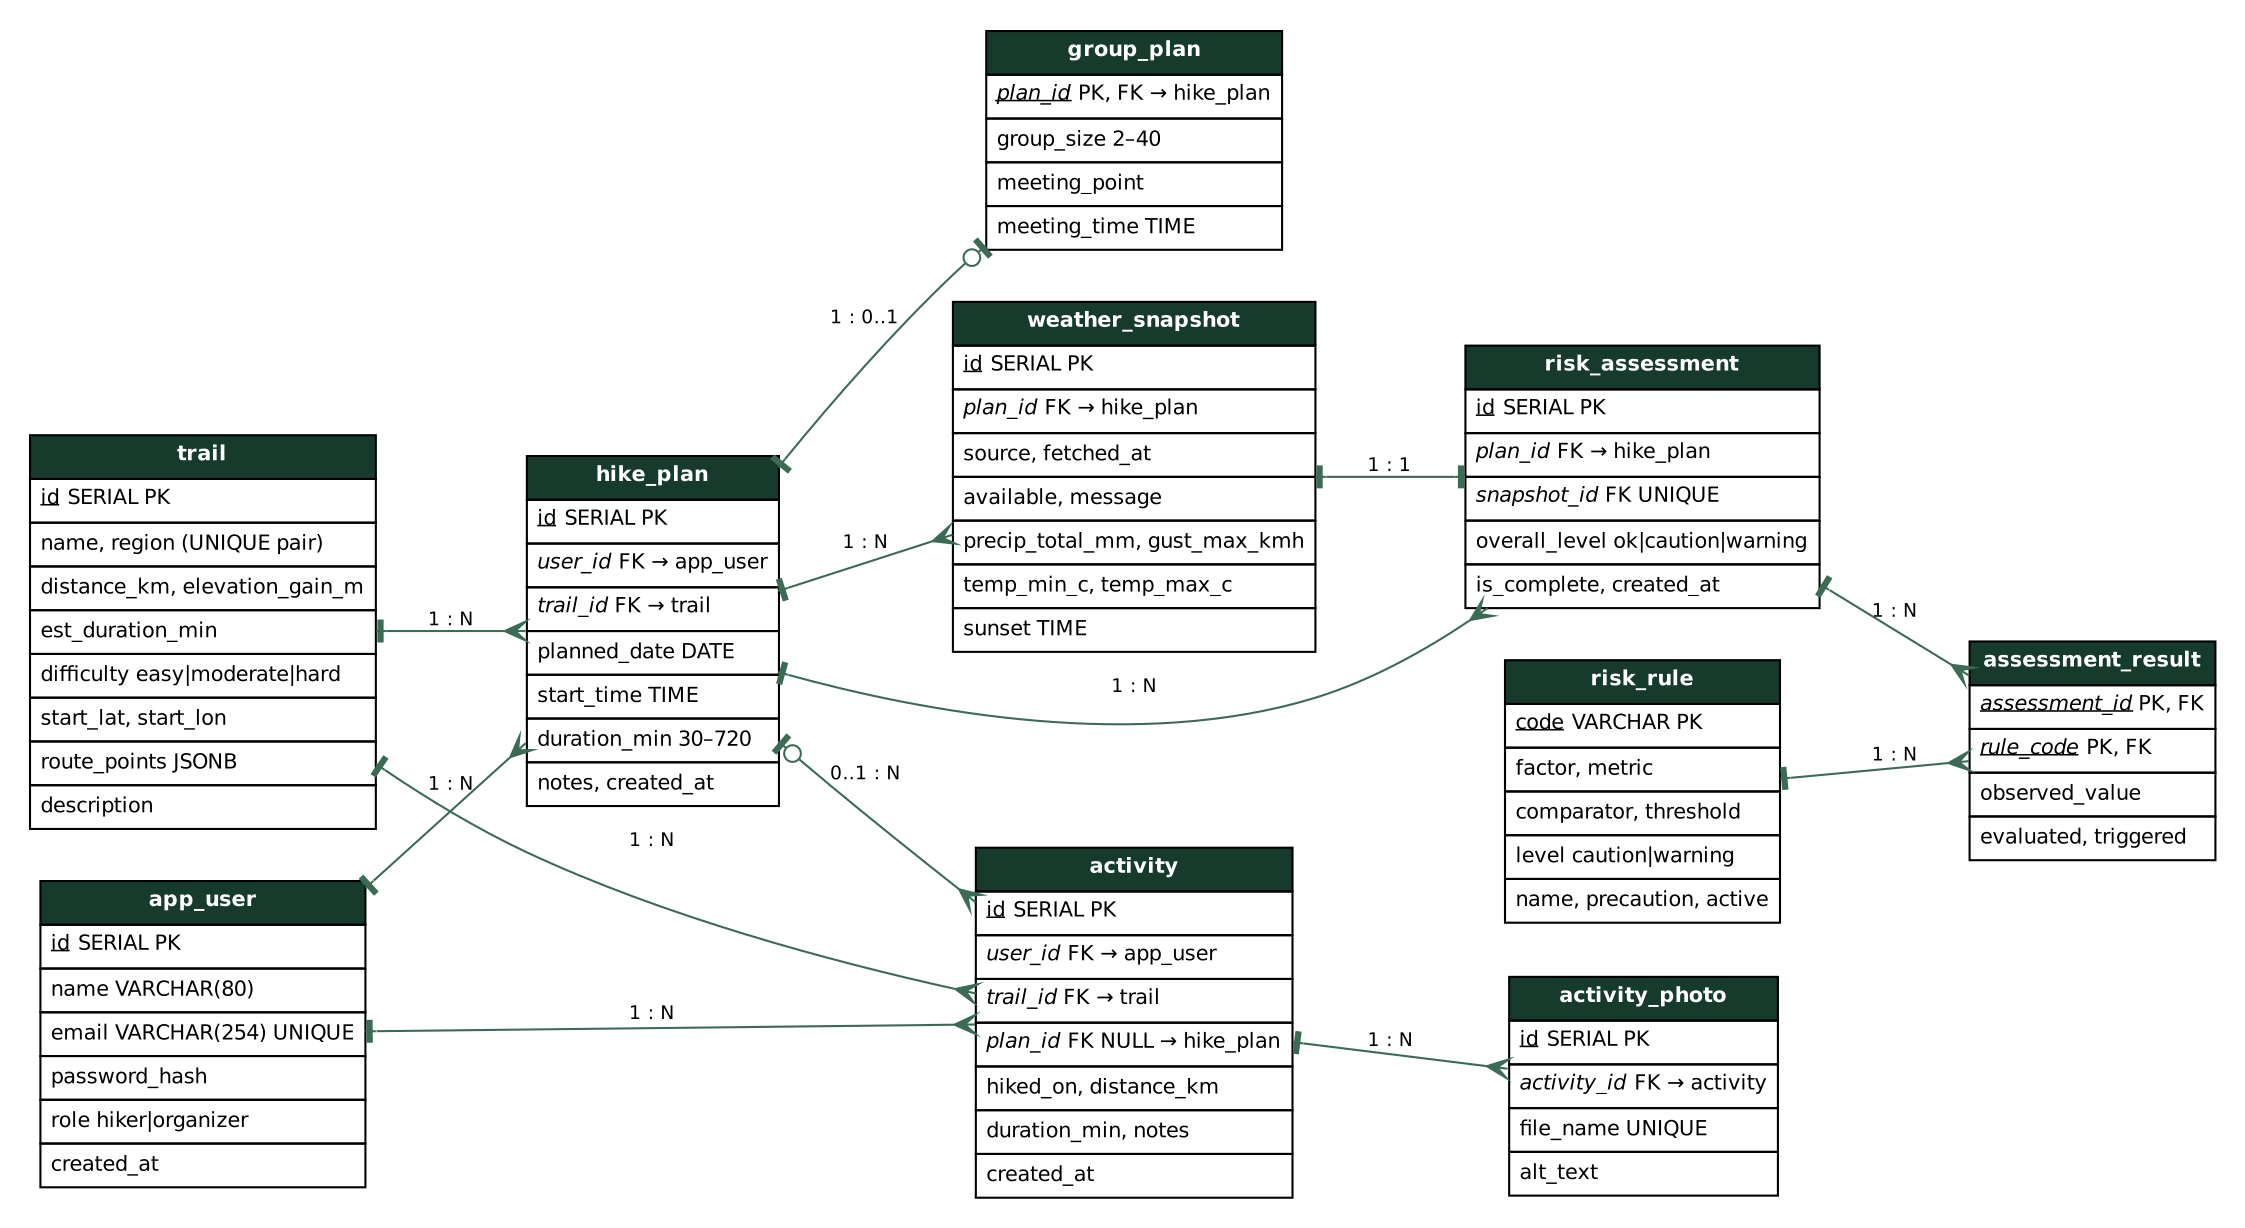 group_plan
plan_id PK, FK → hike_plan
group_size 2–40
meeting_point
meeting_time TIME
1 : 0..1
weather_snapshot
id SERIAL PK
plan_id FK → hike_plan
source, fetched_at
available, message
precip_total_mm, gust_max_kmh
temp_min_c, temp_max_c
sunset TIME
1 : 1
risk_assessment
id SERIAL PK
plan_id FK → hike_plan
snapshot_id FK UNIQUE
overall_level ok|caution|warning
is_complete, created_at
trail
id SERIAL PK
name, region (UNIQUE pair)
distance_km, elevation_gain_m
est_duration_min
difficulty easy|moderate|hard
start_lat, start_lon
route_points JSONB
description
1 : N
hike_plan
id SERIAL PK
user_id FK → app_user
trail_id FK → trail
planned_date DATE
start_time TIME
duration_min 30–720
notes, created_at
1 : N
1 : N
1 : N
1 : N
0..1 : N
1 : N
assessment_result
assessment_id PK, FK
rule_code PK, FK
observed_value
evaluated, triggered
risk_rule
code VARCHAR PK
factor, metric
comparator, threshold
level caution|warning
name, precaution, active
1 : N
1 : N
app_user
id SERIAL PK
name VARCHAR(80)
email VARCHAR(254) UNIQUE
password_hash
role hiker|organizer
created_at
1 : N
activity
id SERIAL PK
user_id FK → app_user
trail_id FK → trail
plan_id FK NULL → hike_plan
hiked_on, distance_km
duration_min, notes
created_at
1 : N
activity_photo
id SERIAL PK
activity_id FK → activity
file_name UNIQUE
alt_text